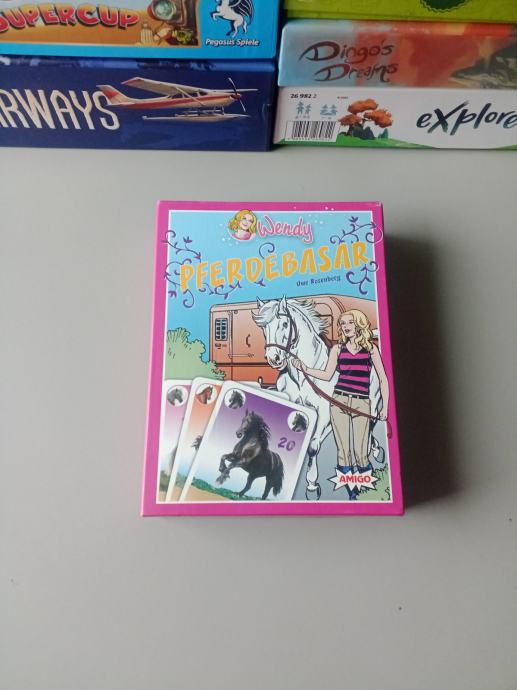 SUPERCUP
Pegasus Spiele
RWAYS
Dingo's
Dreams
26 982 2
explore
Wendy
PFERDEBASAR
Uwe Rosenberg
20
AMIGO